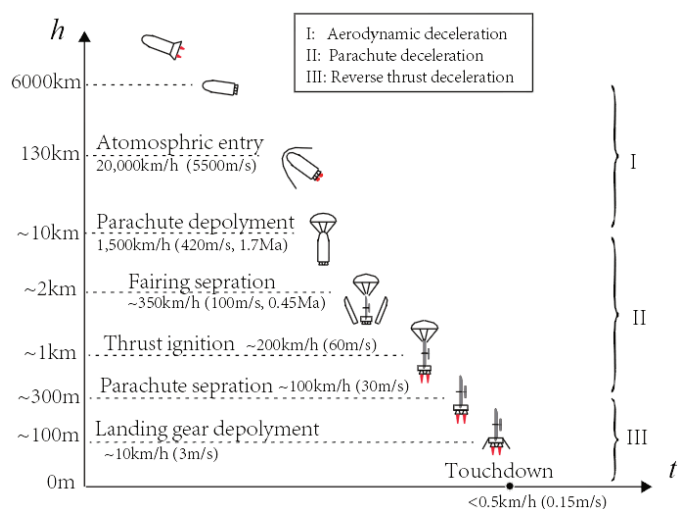 h
I: Aerodynamic deceleration
II: Parachute deceleration
III: Reverse thrust deceleration
6000km
Atomosphric entry
130km
20,000km/h (5500m/s)
I
Parachute depolyment
~10km
1,500km/h (420m/s, 1.7Ma)
Fairing sepration
~2km
~350km/h (100m/s, 0.45Ma)
II
Thrust ignition ~200km/h (60m/s)
~1km
Parachute sepration ~100km/h (30m/s)
~300m
Landing gear depolyment
~100m
~10km/h (3m/s)
III
Touchdown
t
0m
<0.5km/h (0.15m/s)